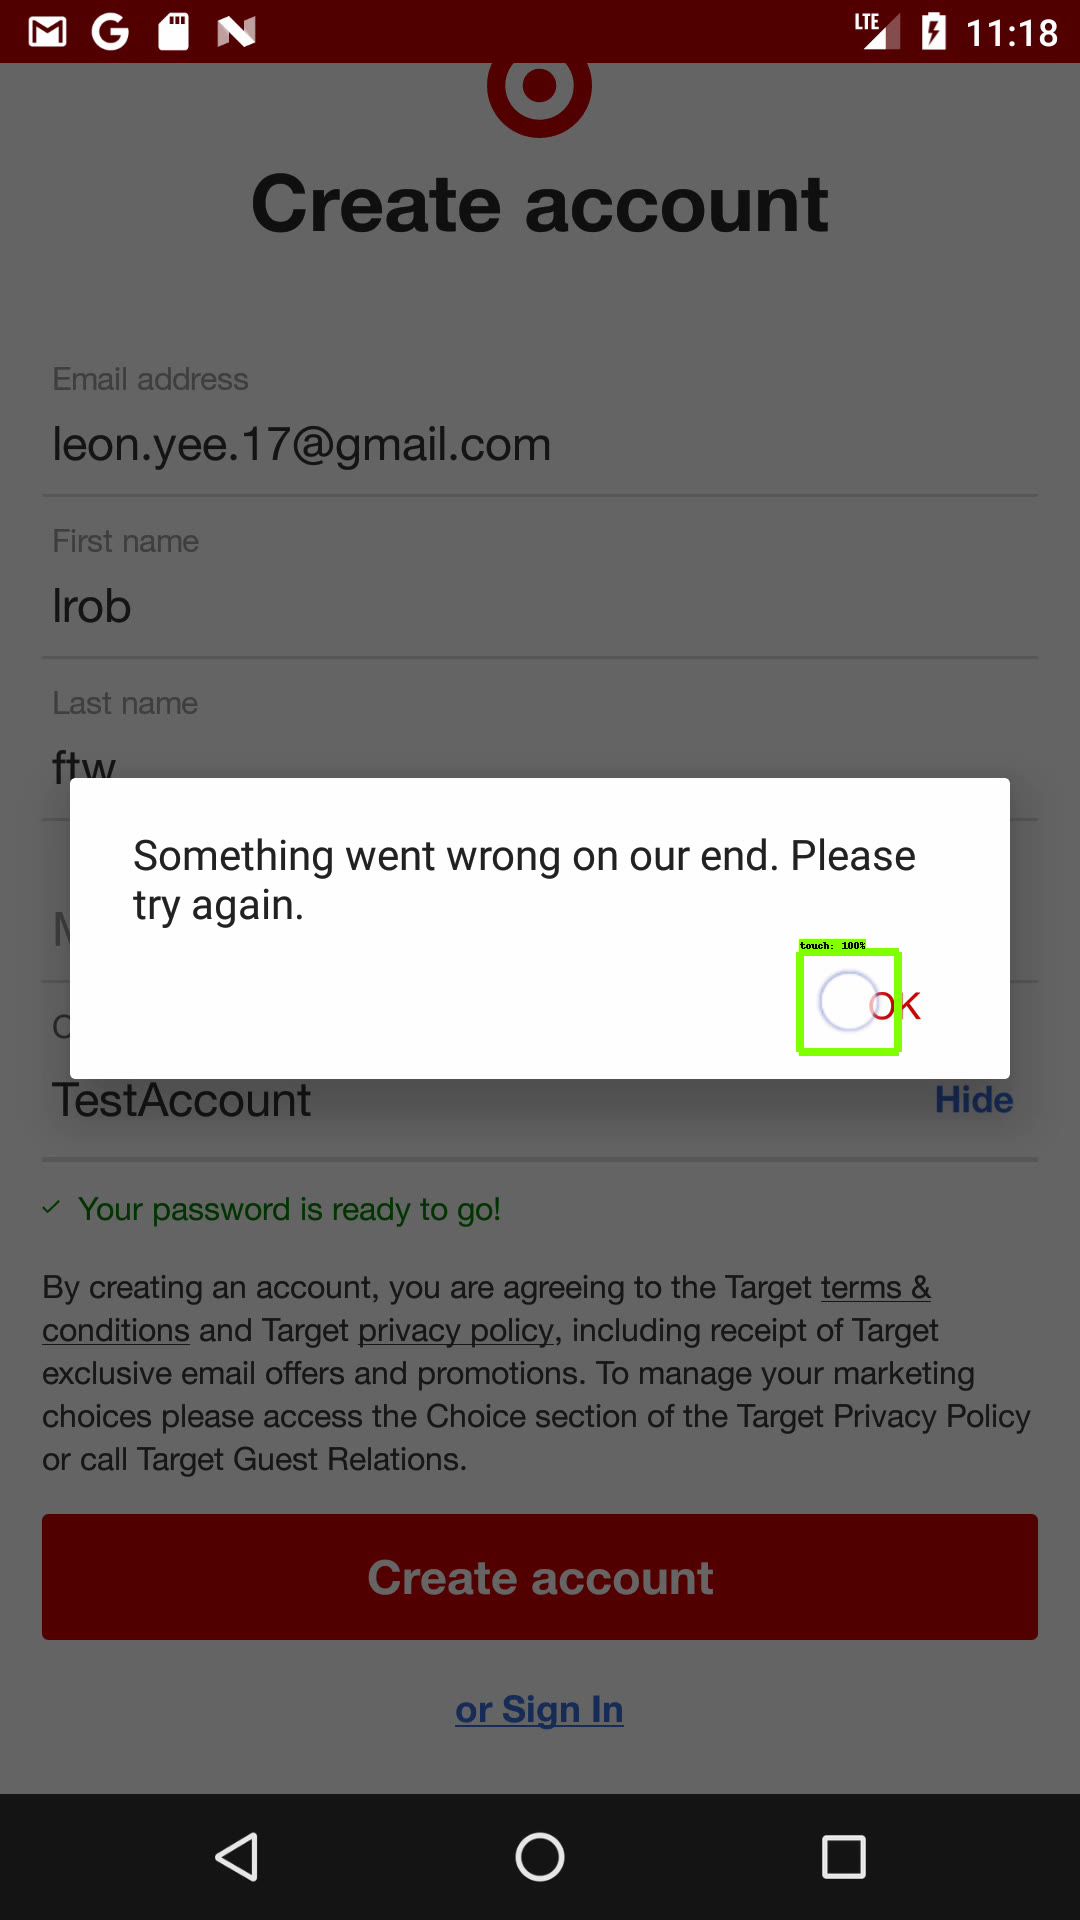 LTE 11:18
Create account
Email address
leon.yee.17@gmail.com
First name
lrob
Last name
ftw
Something went wrong on our end. Please
try again.
touch: 100%
OK
TestAccount Hide
Your password is ready to go!
By creating an account, you are agreeing to the Target terms &
conditions and Target privacy policy, including receipt of Target
exclusive email offers and promotions. To manage your marketing
choices please access the Choice section of the Target Privacy Policy
or call Target Guest Relations.
Create account
or Sign In